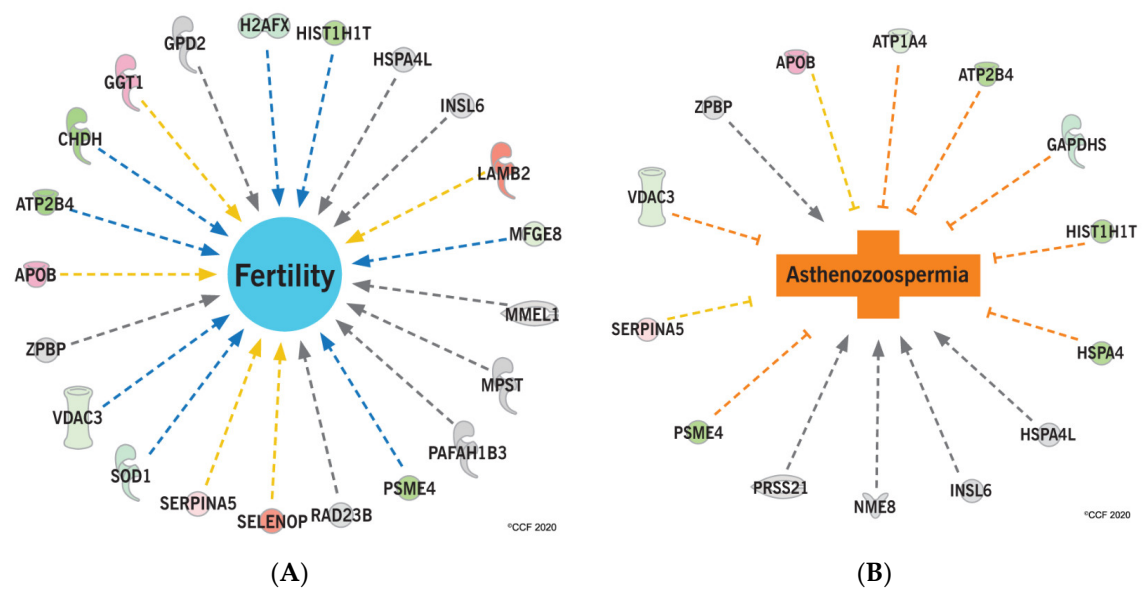 H2AFX
HIST1H1T
GPD2
HSPA4L
GGT1
INSL6
CHDH
LAMB2
ATP2B4
MFGE8
APOB
Fertility
MMEL1
ZPBP
MPST
VDAC3
PAFAH1B3
SOD1
PSME4
SERPINA5
SELENOP
RAD23B
©CCF 2020
(A)
ATP1A4
APOB
ATP2B4
ZPBP
GAPDHS
VDAC3
HIST1H1T
Asthenozoospermia
SERPINA5
HSPA4
PSME4
HSPA4L
PRSS21
INSL6
NME8
©CCF 2020
(B)